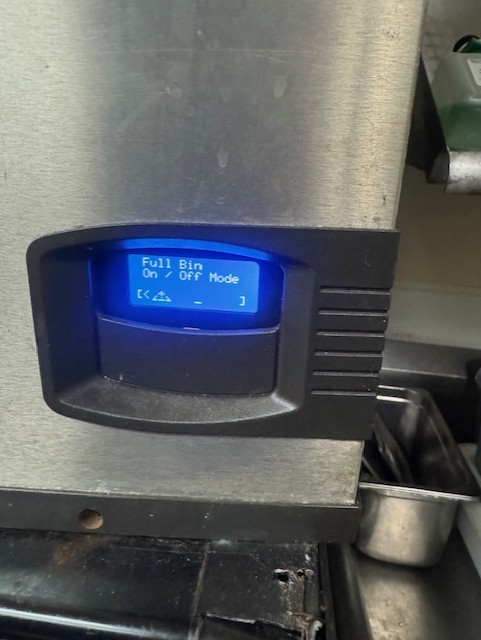 Full Bin
On / Off Mode
[< ⚠ _ ]